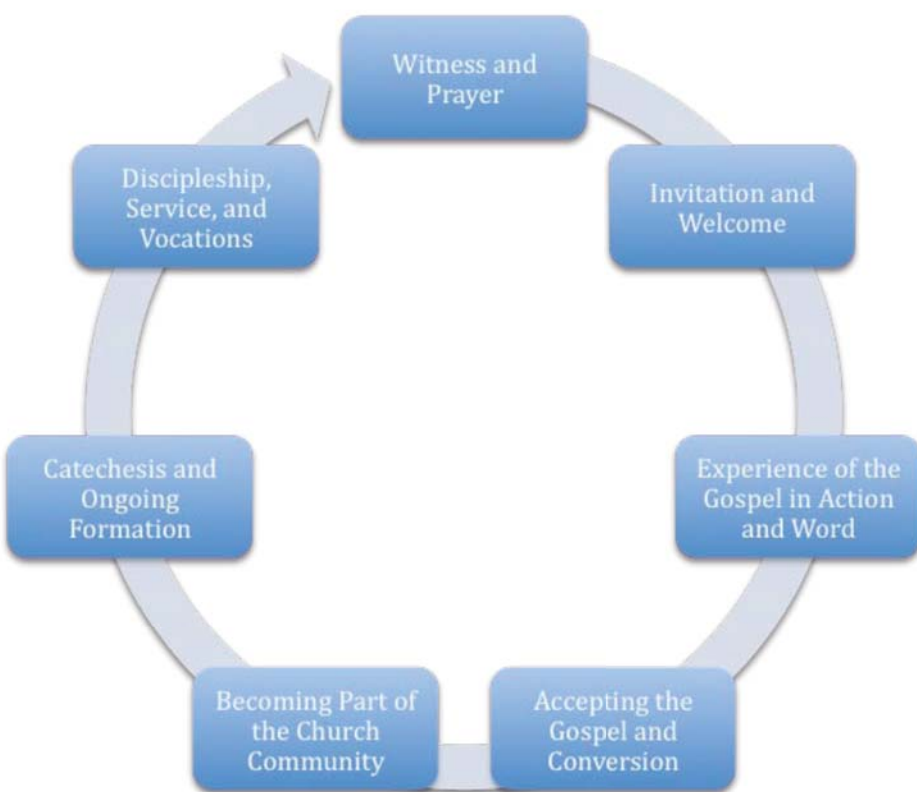 Witness and
Prayer
Invitation and
Welcome
Experience of the
Gospel in Action
and Word
Accepting the
Gospel and
Conversion
Becoming Part of
the Church
Community
Catechesis and
Ongoing
Formation
Discipleship,
Service, and
Vocations